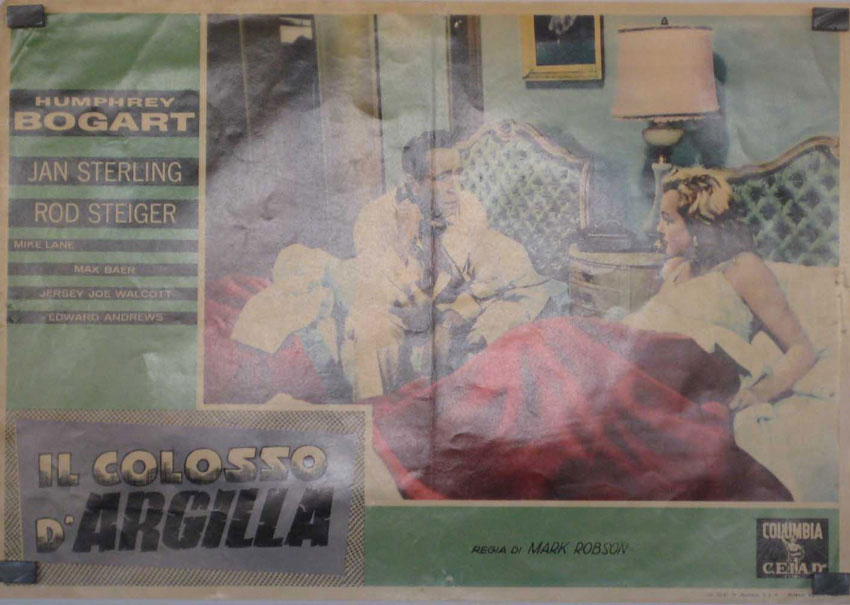 HUMPHREY
BOGART
JAN STERLING
ROD STEIGER
MIKE LANE
MAX BAER
JERSEY JOE WALCOTT
EDWARD ANDREWS
IL COLOSSO
D'ARGILLA
REGIA DI MARK ROBSON
COLUMBIA
C.E.I.A.D.